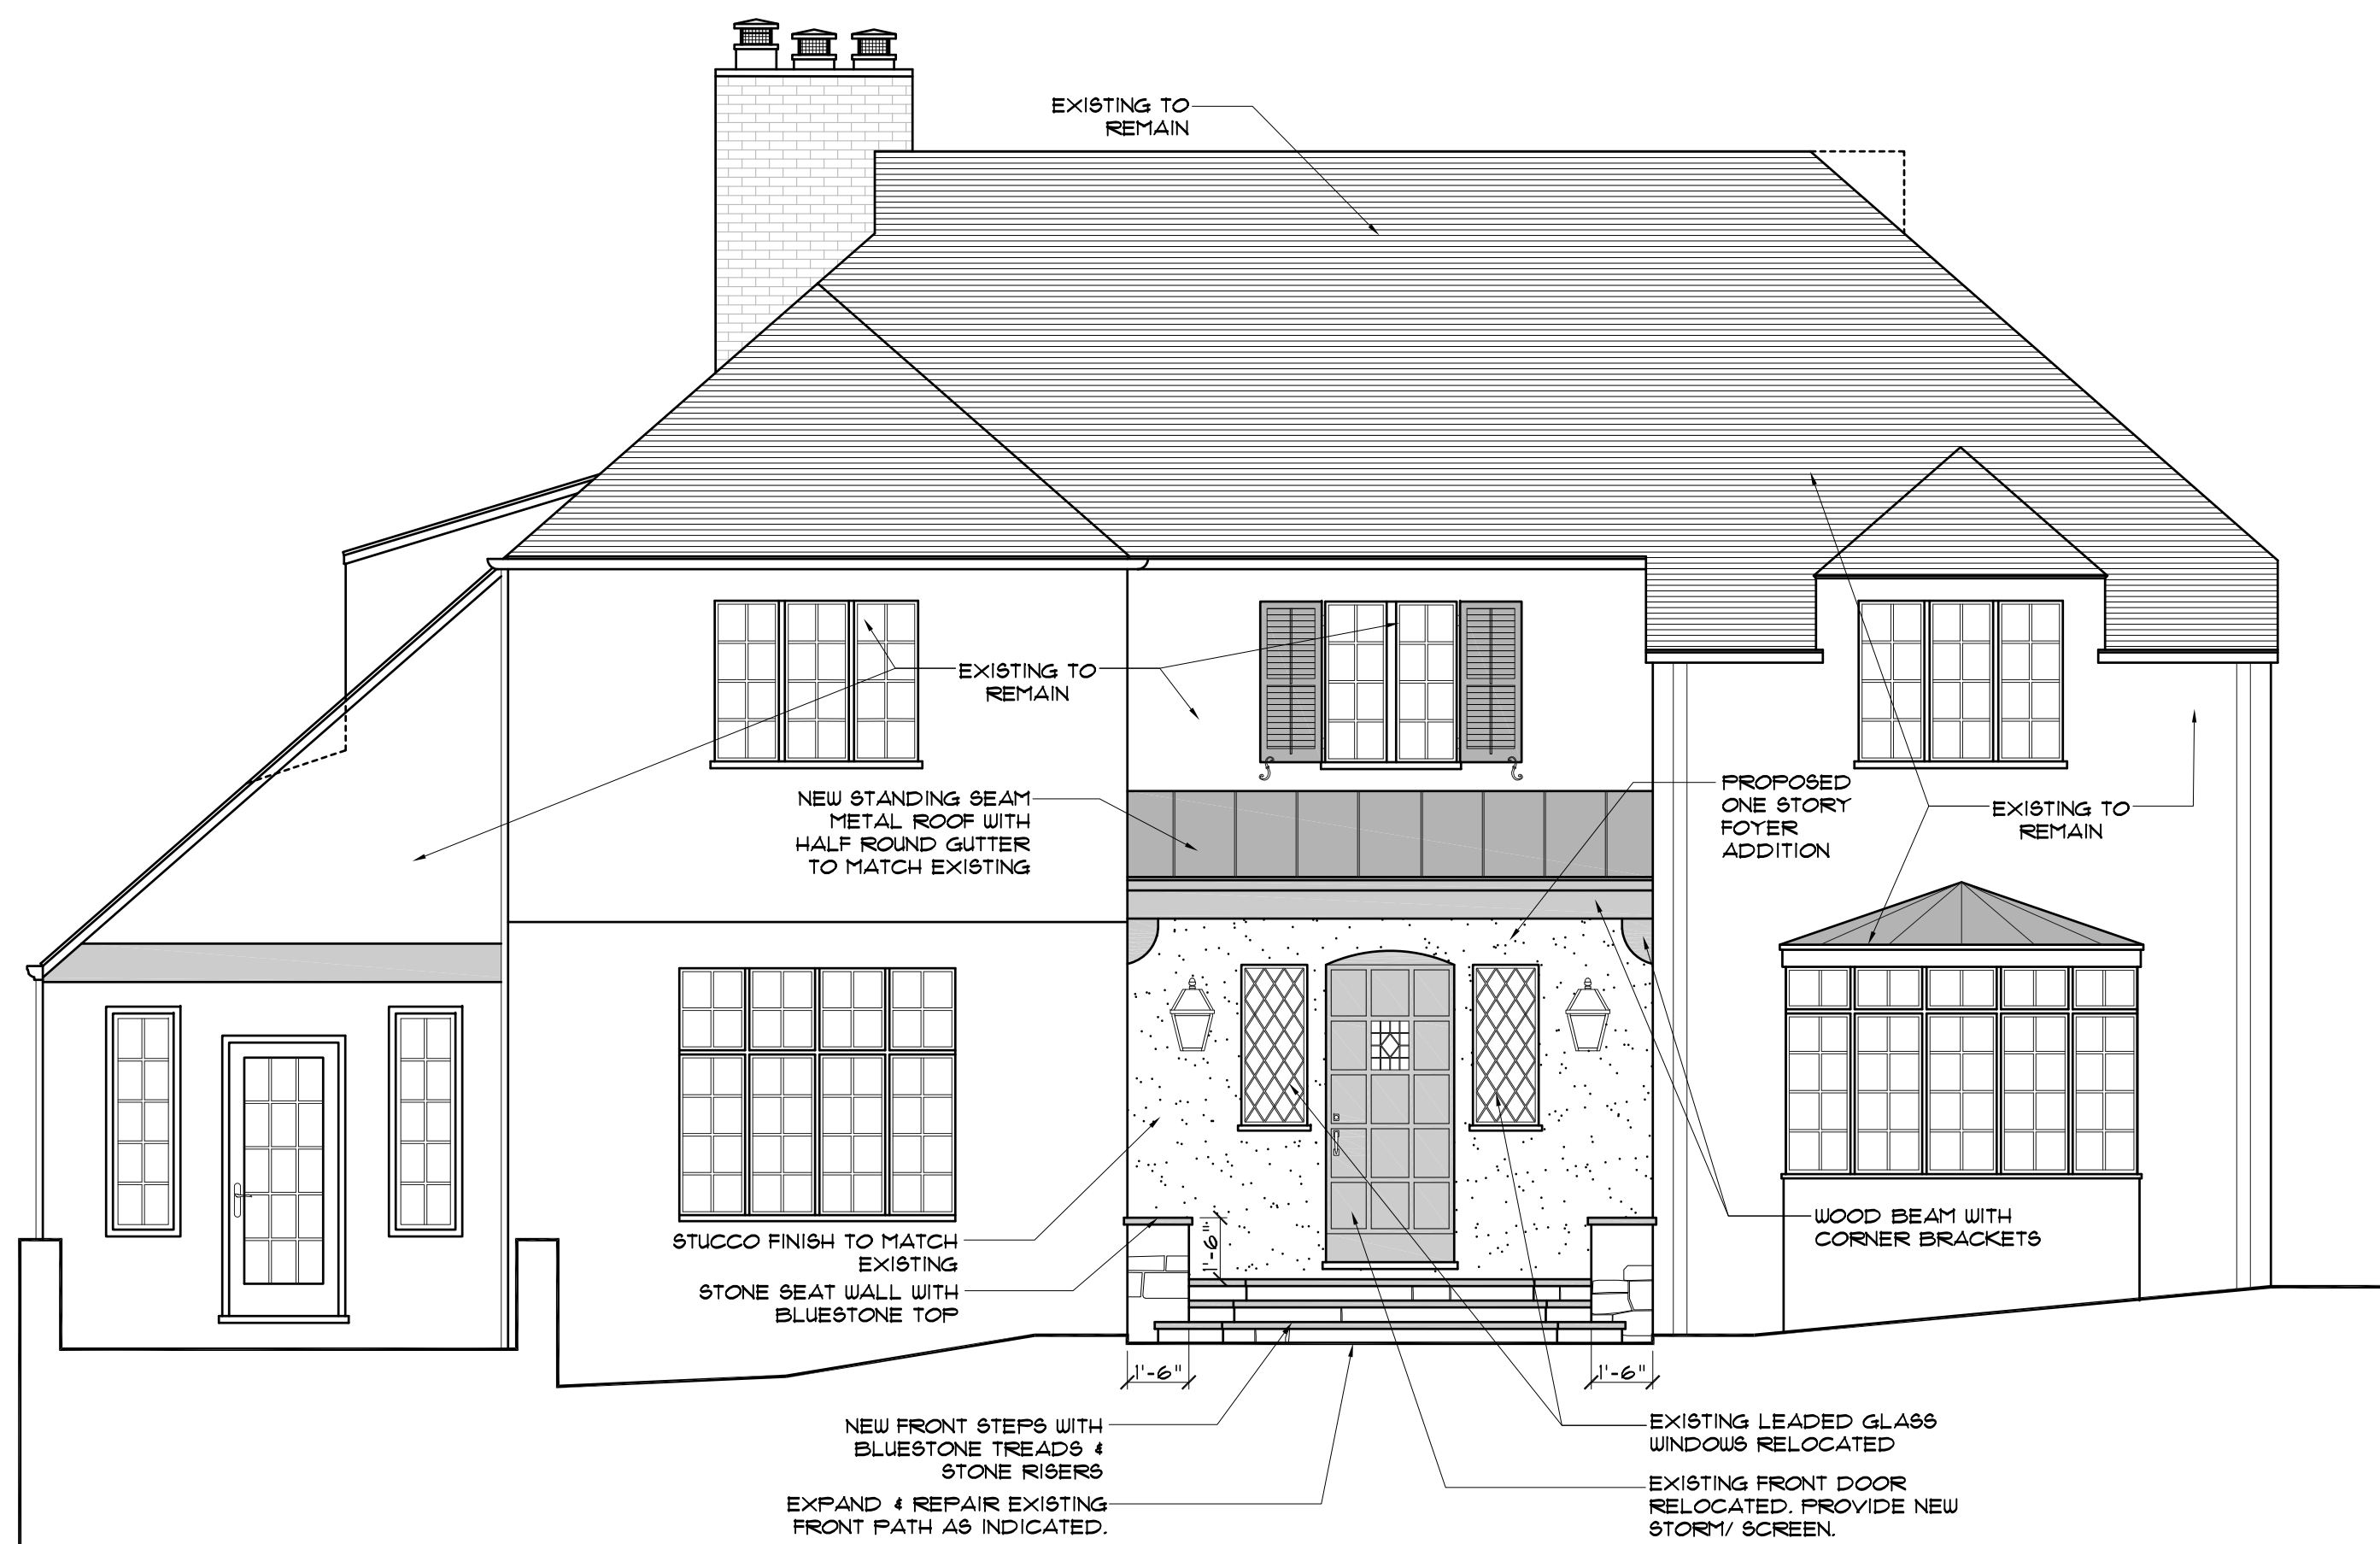 EXISTING TO
REMAIN
EXISTING TO
REMAIN
NEW STANDING SEAM
METAL ROOF WITH
HALF ROUND GUTTER
TO MATCH EXISTING
PROPOSED
ONE STORY
FOYER
ADDITION
EXISTING TO
REMAIN
STUCCO FINISH TO MATCH
EXISTING
STONE SEAT WALL WITH
BLUESTONE TOP
1'-6"
WOOD BEAM WITH
CORNER BRACKETS
1'-6"
1'-6"
NEW FRONT STEPS WITH
BLUESTONE TREADS &
STONE RISERS
EXPAND & REPAIR EXISTING
FRONT PATH AS INDICATED.
EXISTING LEADED GLASS
WINDOWS RELOCATED
EXISTING FRONT DOOR
RELOCATED. PROVIDE NEW
STORM/ SCREEN.